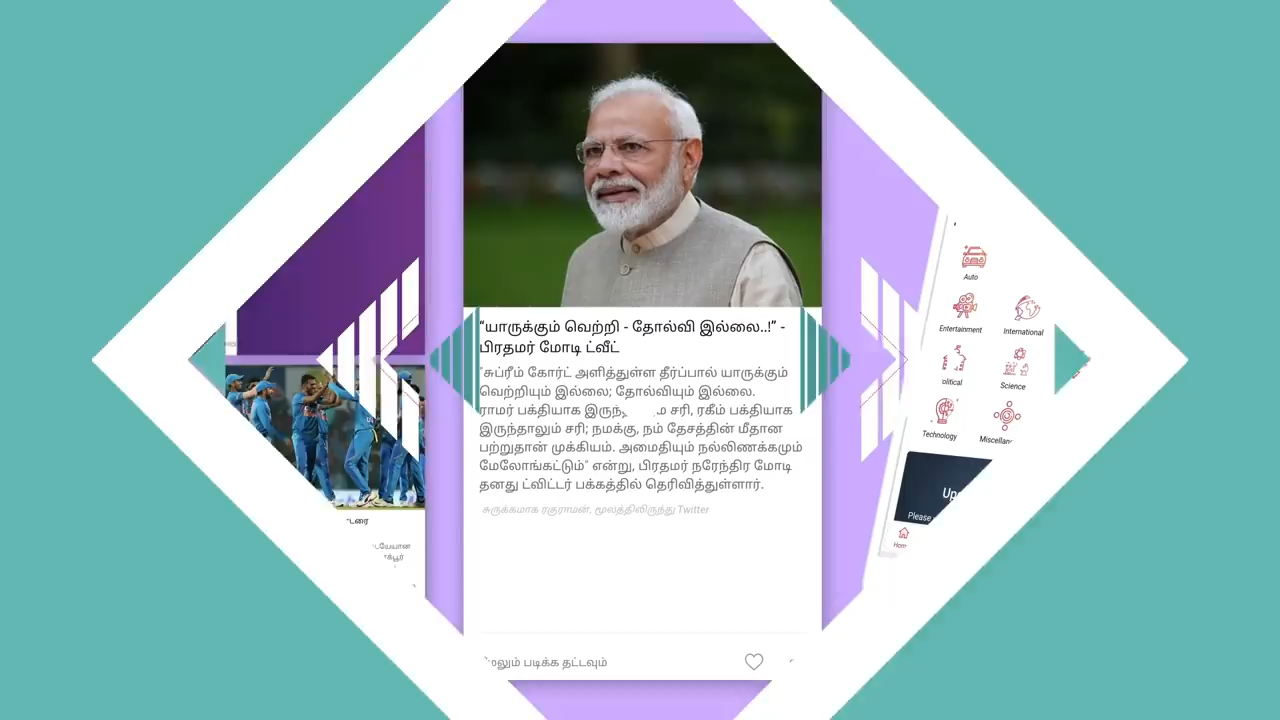 “யாருக்கும் வெற்றி - தோல்வி இல்லை..!” -
பிரதமர் மோடி ட்வீட்
"சுப்ரீம் கோர்ட் அளித்துள்ள தீர்ப்பால் யாருக்கும்
வெற்றியும் இல்லை; தோல்வியும் இல்லை.
ராமர் பக்தியாக சரி, ரகீம் பக்தியாக
இருந்தாலும் சரி; நமக்கு, நம் தேசத்தின் மீதான
பற்றுதான் முக்கியம். அமைதியும் நல்லிணக்கமும்
மேலோங்கட்டும்" என்று, பிரதமர் நரேந்திர மோடி
தனது ட்விட்டர் பக்கத்தில் தெரிவித்துள்ளார்.
சுருக்கமாக ரகுராமன், மூலத்திலிருந்து Twitter
படிக்க தட்டவும்
Auto
Entertainment
International
Science
Technology
Please